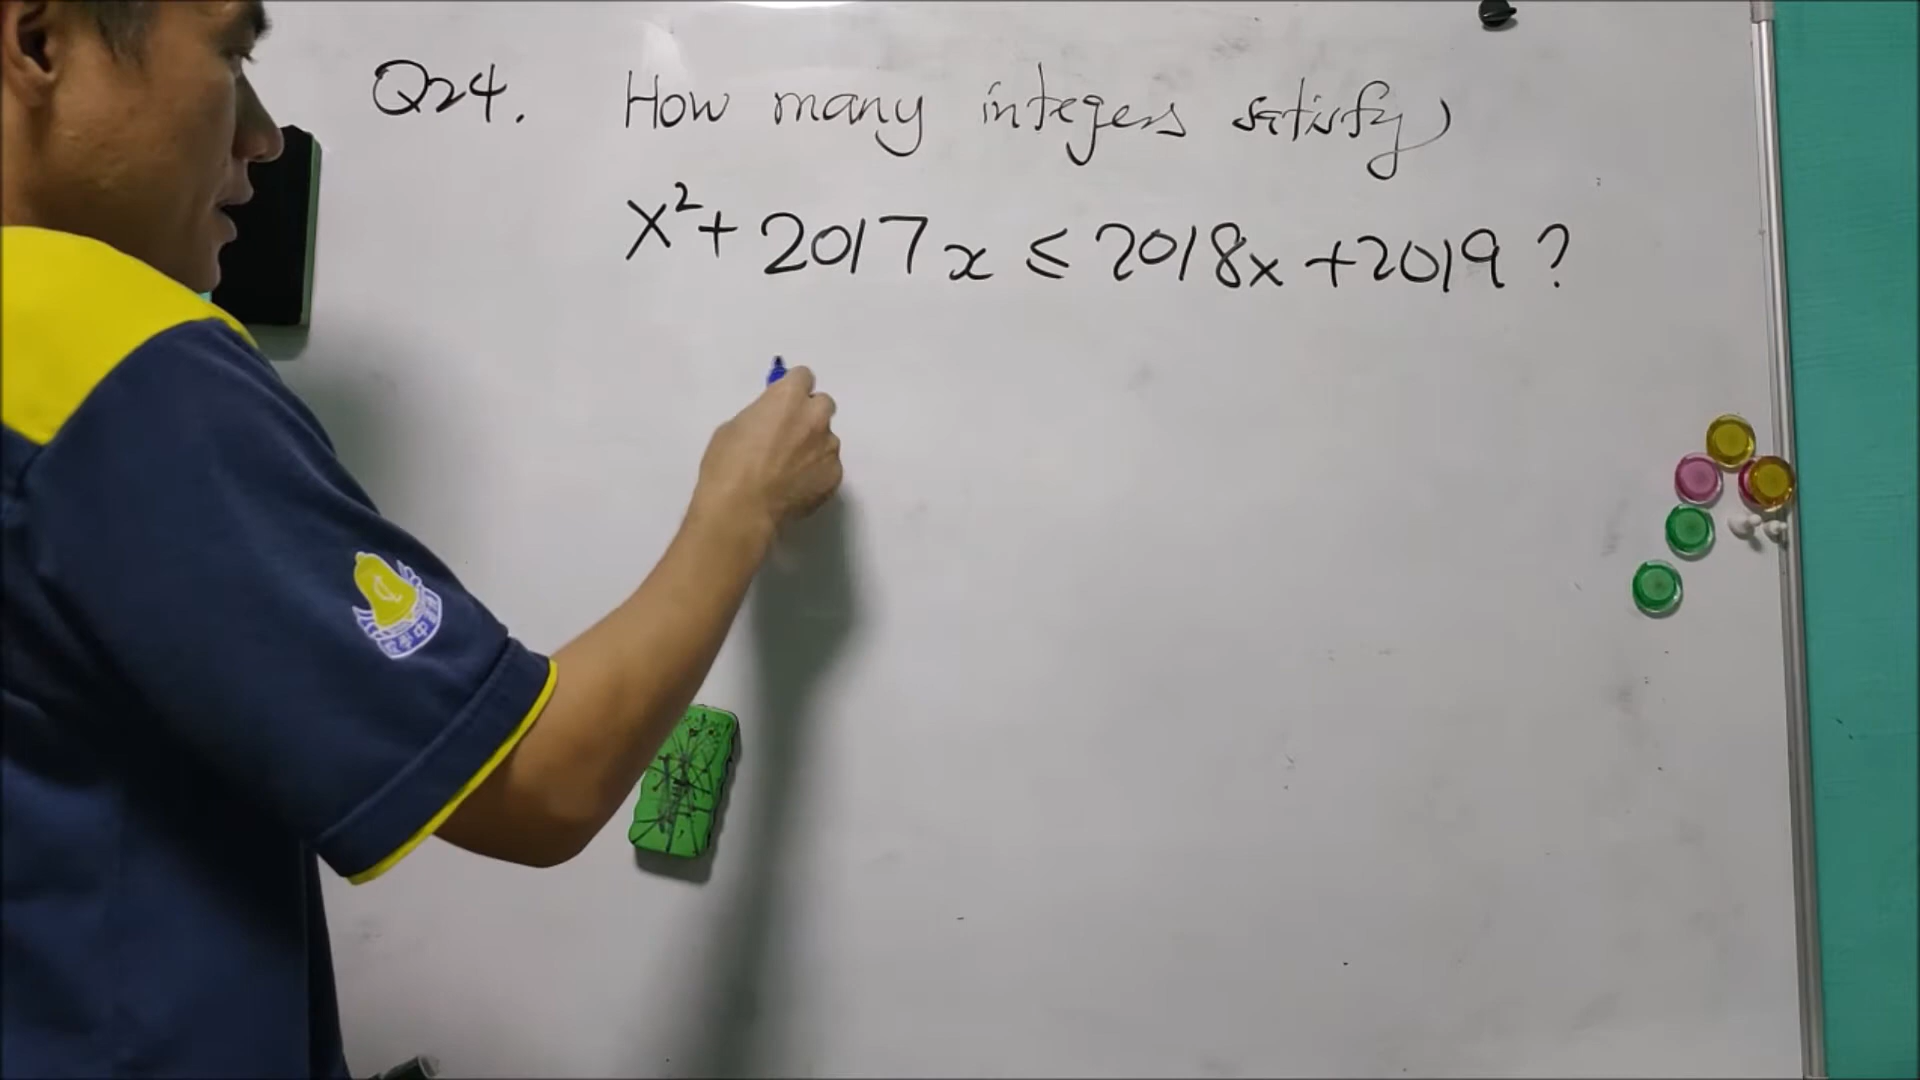 Q24. How many integers satisfy
x²+2017x ≤ 2018x+2019?